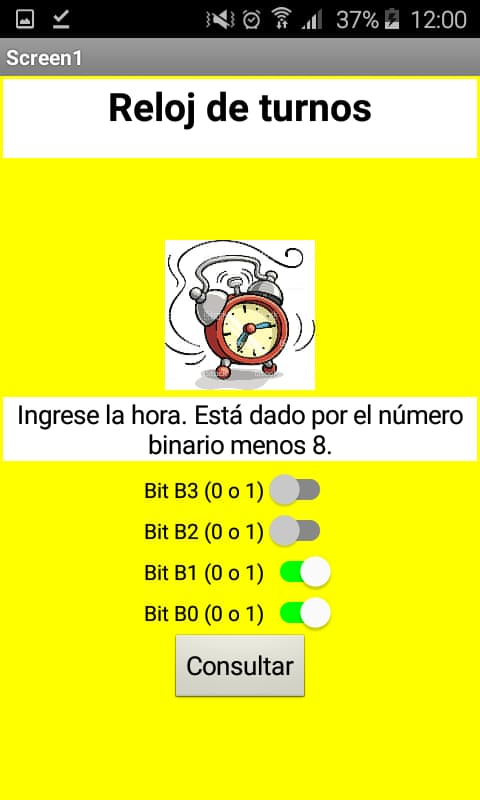 37% 12:00
Screen1
Reloj de turnos
Ingrese la hora. Está dado por el número
binario menos 8.
Bit B3 (0 o 1)
Bit B2 (0 o 1)
Bit B1 (0 o 1)
Bit B0 (0 o 1)
Consultar